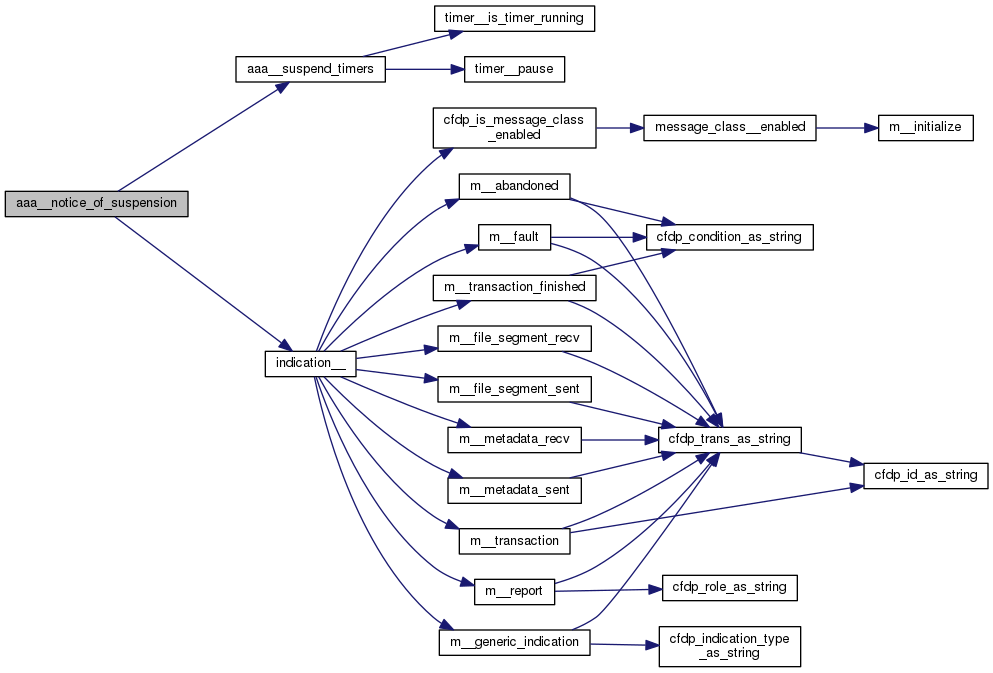 timer__is_timer_running
aaa__suspend_timers
timer__pause
cfdp_is_message_class
_enabled
message_class__enabled
m__initialize
m__abandoned
aaa__notice_of_suspension
m__fault
cfdp_condition_as_string
m__transaction_finished
m__file_segment_recv
indication__
m__file_segment_sent
m__metadata_recv
cfdp_trans_as_string
cfdp_id_as_string
m__metadata_sent
m__transaction
m__report
cfdp_role_as_string
m__generic_indication
cfdp_indication_type
_as_string